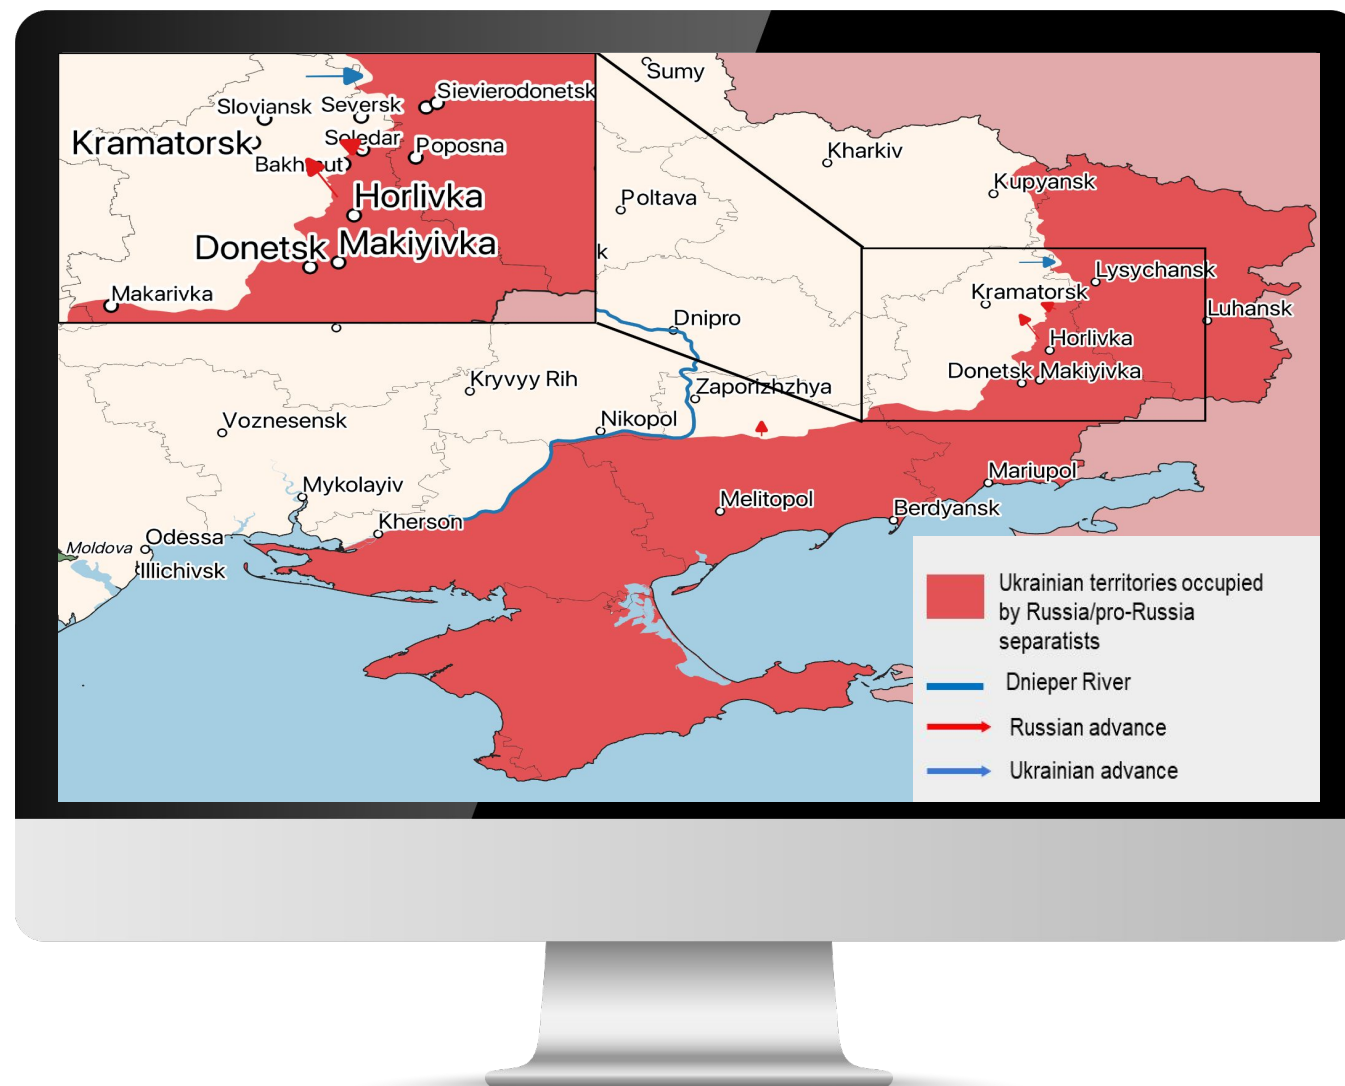 Sumy
Sievierodonetsk
Sloviansk
Seversk
Kramatorsk
Soledar
Poposna
Bakhmut
Horlivka
Donetsk
Makiyivka
Makarivka
Kharkiv
Kupyansk
Poltava
k
Lysychansk
Kramatorsk
Luhansk
Dnipro
Horlivka
Donetsk
Makiyivka
Kryvyy Rih
Zaporizhzhya
Voznesensk
Nikopol
Mykolayiv
Mariupol
Melitopol
Berdyansk
Kherson
Odessa
Moldova
Illichivsk
Ukrainian territories occupied
by Russia/pro-Russia
separatists
Dnieper River
Russian advance
Ukrainian advance